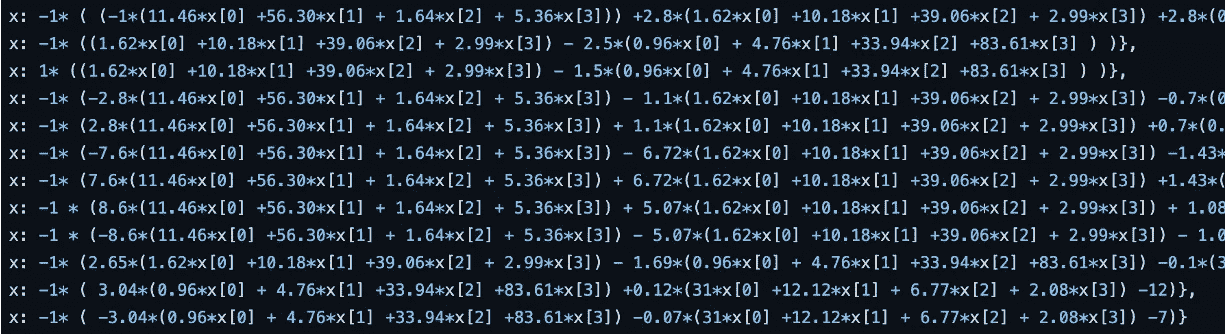 x: -1* ( (-1*(11.46*x[0] +56.30*x[1] + 1.64*x[2] + 5.36*x[3])) +2.8*(1.62*x[0] +10.18*x[1] +39.06*x[2] + 2.99*x[3]) +2.8*(0
x: -1* ((1.62*x[0] +10.18*x[1] +39.06*x[2] + 2.99*x[3]) - 2.5*(0.96*x[0] + 4.76*x[1] +33.94*x[2] +83.61*x[3] ) )},
x: 1* ((1.62*x[0] +10.18*x[1] +39.06*x[2] + 2.99*x[3]) - 1.5*(0.96*x[0] + 4.76*x[1] +33.94*x[2] +83.61*x[3] ) )},
x: -1* (-2.8*(11.46*x[0] +56.30*x[1] + 1.64*x[2] + 5.36*x[3]) - 1.1*(1.62*x[0] +10.18*x[1] +39.06*x[2] + 2.99*x[3]) -0.7*(0
x: -1* (2.8*(11.46*x[0] +56.30*x[1] + 1.64*x[2] + 5.36*x[3]) + 1.1*(1.62*x[0] +10.18*x[1] +39.06*x[2] + 2.99*x[3]) +0.7*(0.
x: -1* (-7.6*(11.46*x[0] +56.30*x[1] + 1.64*x[2] + 5.36*x[3]) - 6.72*(1.62*x[0] +10.18*x[1] +39.06*x[2] + 2.99*x[3]) -1.43*
x: -1* (7.6*(11.46*x[0] +56.30*x[1] + 1.64*x[2] + 5.36*x[3]) + 6.72*(1.62*x[0] +10.18*x[1] +39.06*x[2] + 2.99*x[3]) +1.43*(
x: -1 * (8.6*(11.46*x[0] +56.30*x[1] + 1.64*x[2] + 5.36*x[3]) + 5.07*(1.62*x[0] +10.18*x[1] +39.06*x[2] + 2.99*x[3]) + 1.08
x: -1 * (-8.6*(11.46*x[0] +56.30*x[1] + 1.64*x[2] + 5.36*x[3]) - 5.07*(1.62*x[0] +10.18*x[1] +39.06*x[2] + 2.99*x[3]) - 1.0
x: -1* (2.65*(1.62*x[0] +10.18*x[1] +39.06*x[2] + 2.99*x[3]) - 1.69*(0.96*x[0] + 4.76*x[1] +33.94*x[2] +83.61*x[3]) -0.1*(3
x: -1* ( 3.04*(0.96*x[0] + 4.76*x[1] +33.94*x[2] +83.61*x[3]) +0.12*(31*x[0] +12.12*x[1] + 6.77*x[2] + 2.08*x[3]) -12)},
x: -1* ( -3.04*(0.96*x[0] + 4.76*x[1] +33.94*x[2] +83.61*x[3]) -0.07*(31*x[0] +12.12*x[1] + 6.77*x[2] + 2.08*x[3]) -7)}